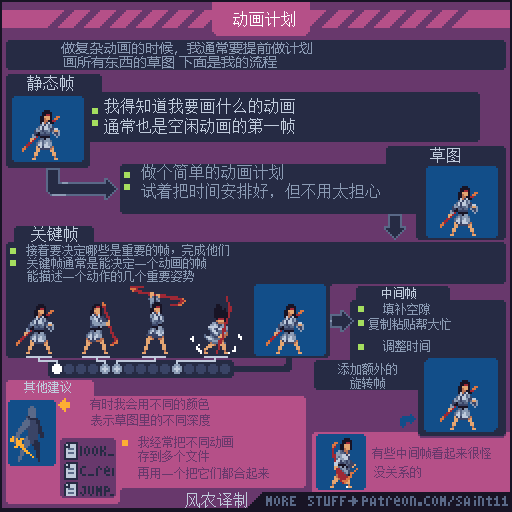 动画计划
做复杂动画的时候，我通常要提前做计划
画所有东西的草图 下面是我的流程
静态帧
我得知道我要画什么的动画
通常也是空闲动画的第一帧
草图
做个简单的动画计划
试着把时间安排好，但不用太担心
关键帧
接着要决定哪些是重要的帧，完成他们
关键帧通常是能决定一个动画的帧
能描述一个动作的几个重要姿势
中间帧
填补空隙
复制粘贴帮大忙
调整时间
添加额外的
旋转帧
其他建议
有时我会用不同的颜色
表示草图里的不同深度
我经常把不同动画
存到多个文件
再用一个把它们都合起来
JUMP_
有些中间帧看起来很怪
没关系的
风农译制
MORE STUFF→PATREON.COM/SAINT11